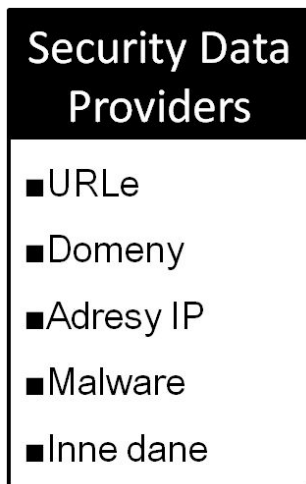 Security Data
Providers
■URLe
■Domeny
■Adresy IP
■Malware
■Inne dane